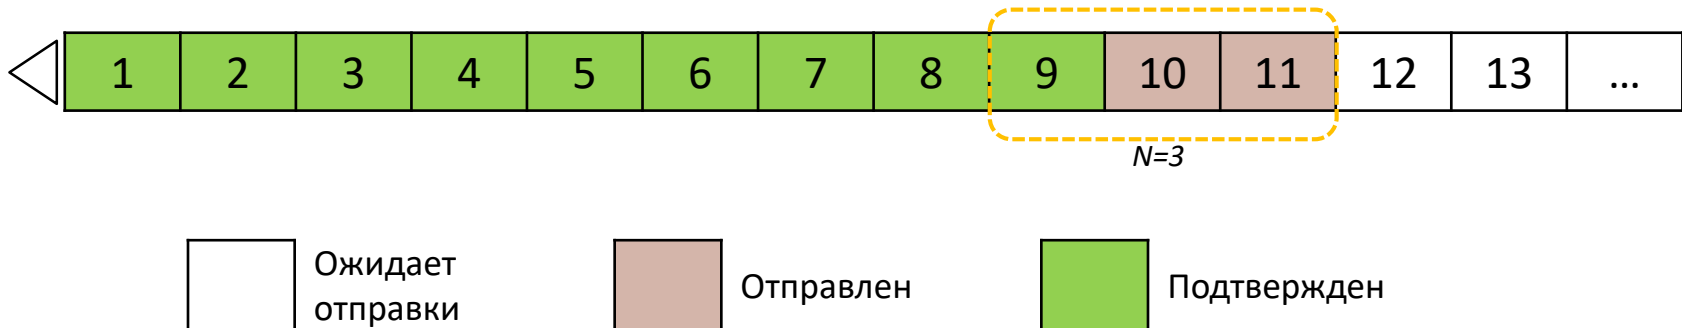 1 2 3 4 5 6 7 8 9 10 11 12 13 ...
N=3
Ожидает
отправки
Отправлен
Подтвержден